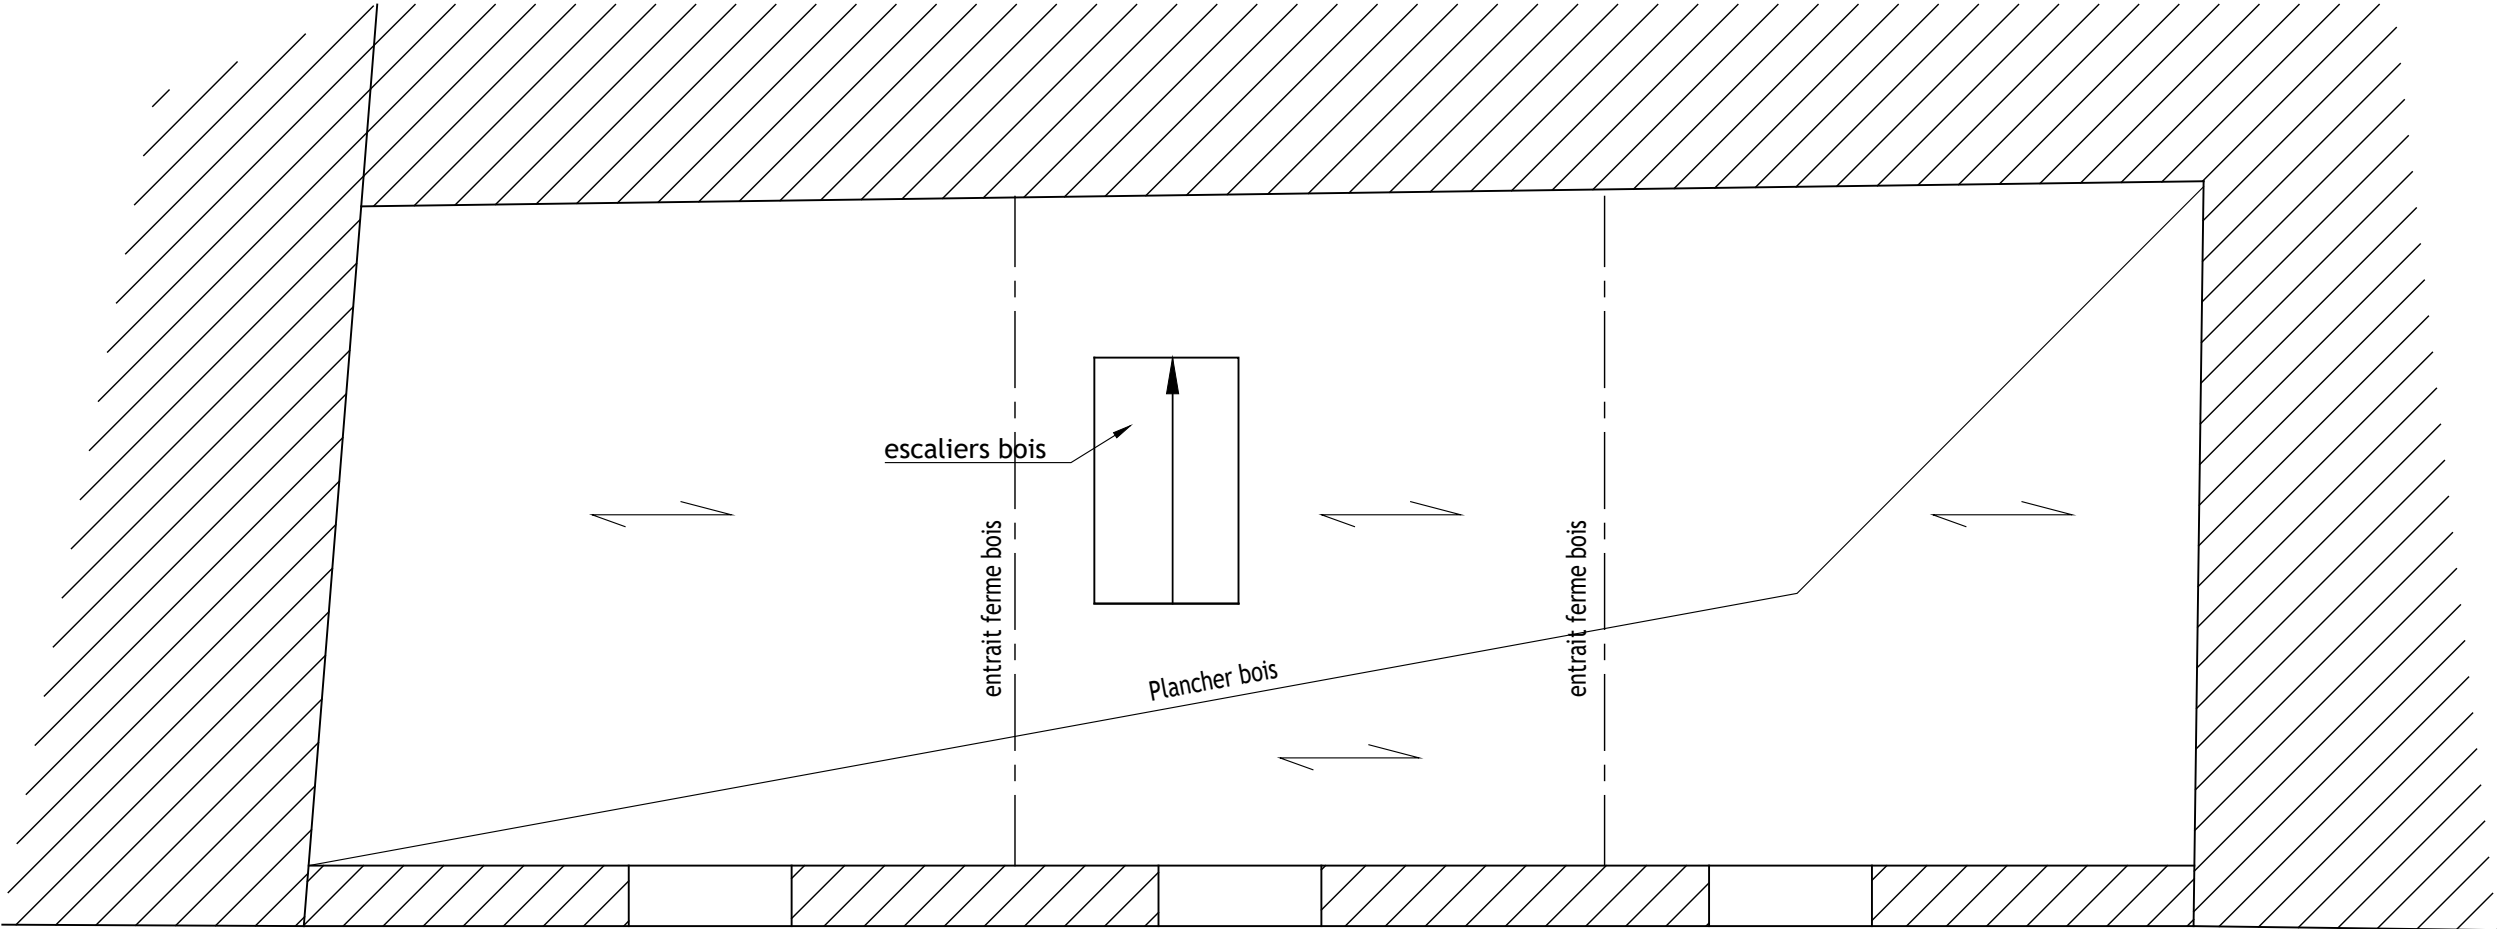 escaliers bois
entrait ferme bois
entrait ferme bois
Plancher bois